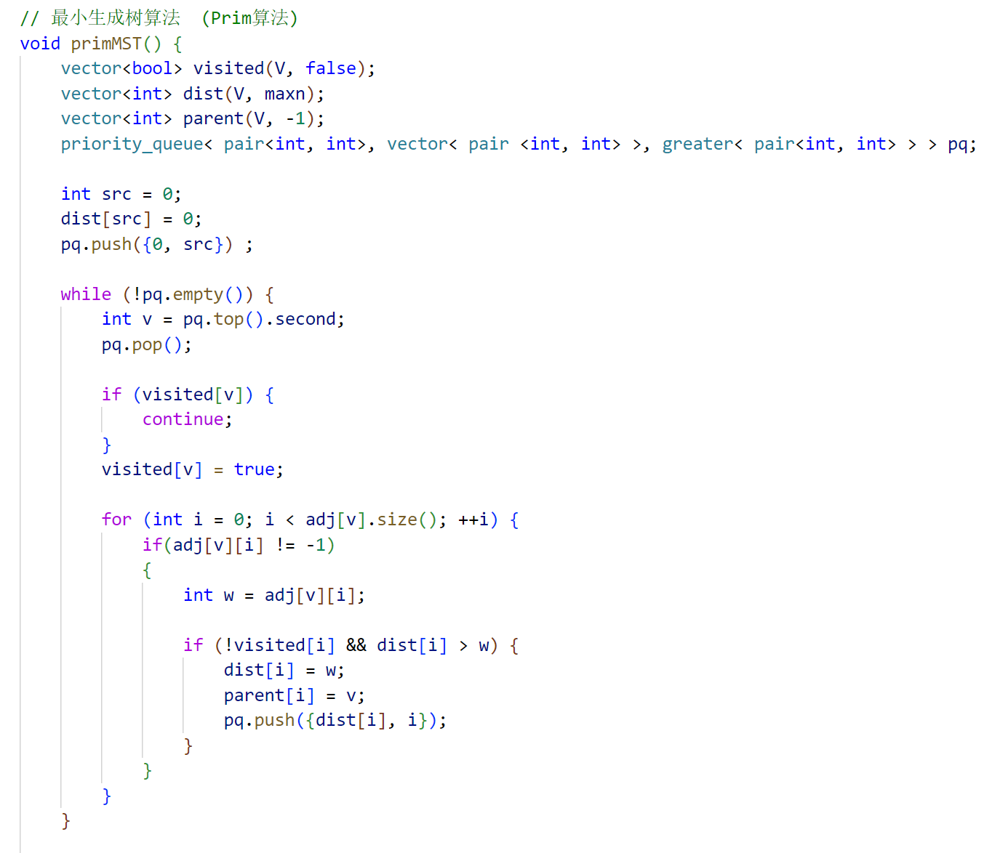 // 最小生成树算法 (Prim算法)
void primMST() {
    vector<bool> visited(V, false);
    vector<int> dist(V, maxn);
    vector<int> parent(V, -1);
    priority_queue< pair<int, int>, vector< pair <int, int> >, greater< pair<int, int> > > pq;

    int src = 0;
    dist[src] = 0;
    pq.push({0, src}) ;

    while (!pq.empty()) {
        int v = pq.top().second;
        pq.pop();

        if (visited[v]) {
            continue;
        }
        visited[v] = true;

        for (int i = 0; i < adj[v].size(); ++i) {
            if(adj[v][i] != -1)
            {
                int w = adj[v][i];

                if (!visited[i] && dist[i] > w) {
                    dist[i] = w;
                    parent[i] = v;
                    pq.push({dist[i], i});
                }
            }
        }
    }